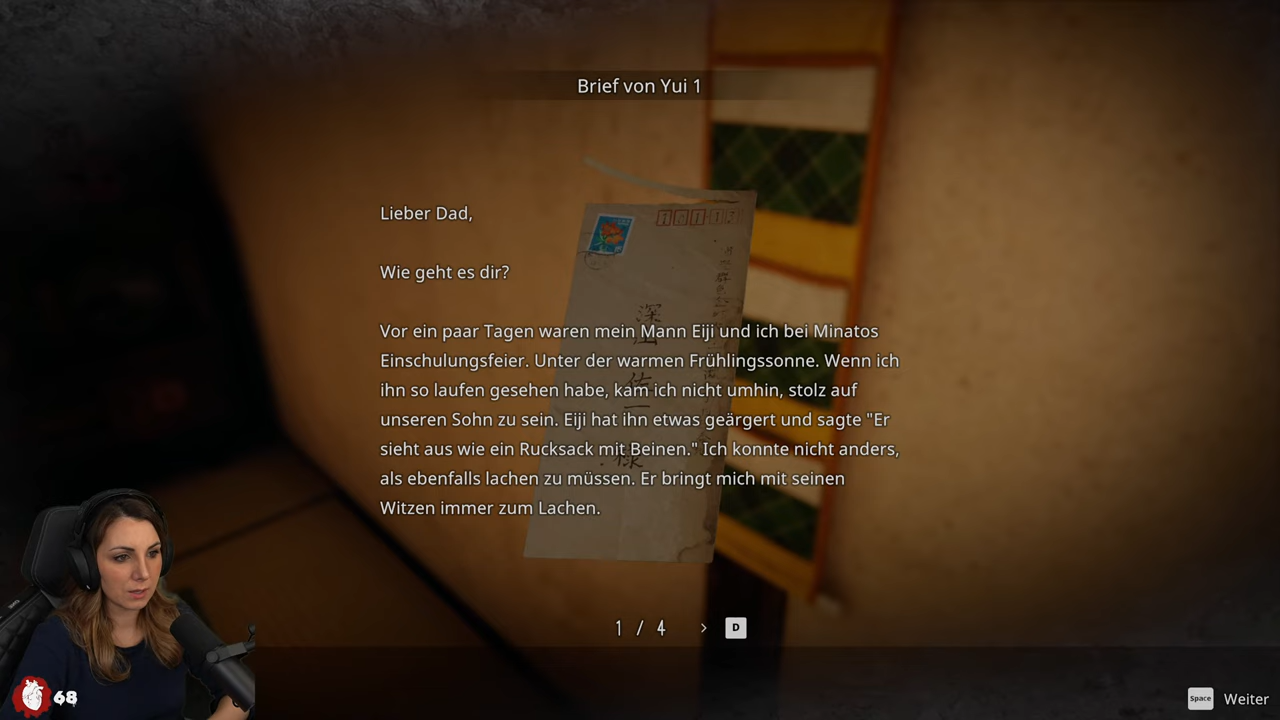 Brief von Yui 1
Lieber Dad,
Wie geht es dir?
Vor ein paar Tagen waren mein Mann Eiji und ich bei Minatos
Einschulungsfeier. Unter der warmen Frühlingssonne. Wenn ich
ihn so laufen gesehen habe, kam ich nicht umhin, stolz auf
unseren Sohn zu sein. Eiji hat ihn etwas geärgert und sagte "Er
sieht aus wie ein Rucksack mit Beinen." Ich konnte nicht anders,
als ebenfalls lachen zu müssen. Er bringt mich mit seinen
Witzen immer zum Lachen.
1 / 4 > D
68
Space Weiter